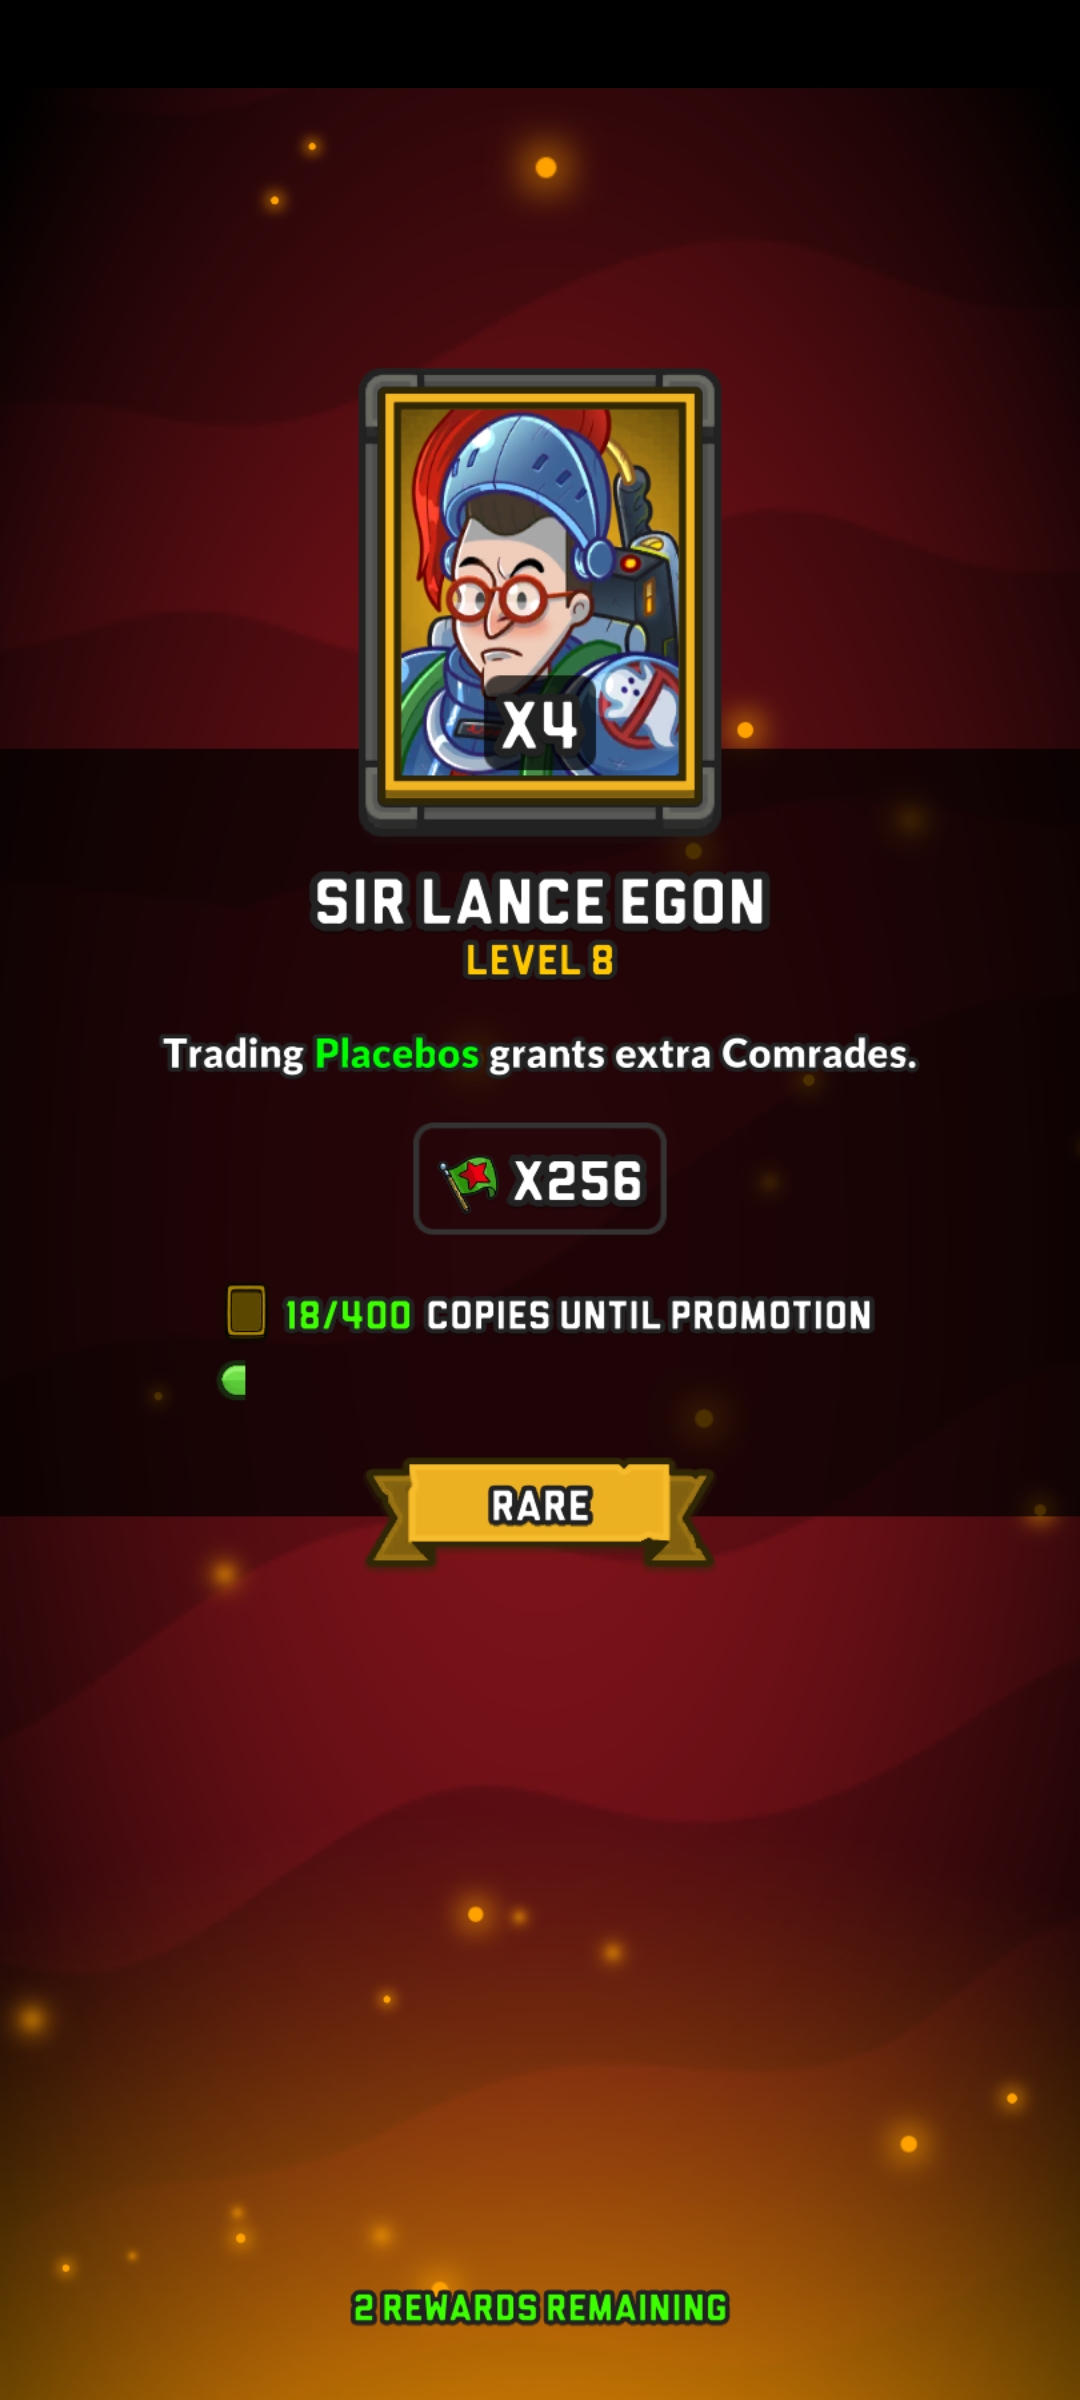 X4
SIR LANCE EGON
LEVEL 8
Trading Placebos grants extra Comrades.
X256
18/400 COPIES UNTIL PROMOTION
RARE
2 REWARDS REMAINING